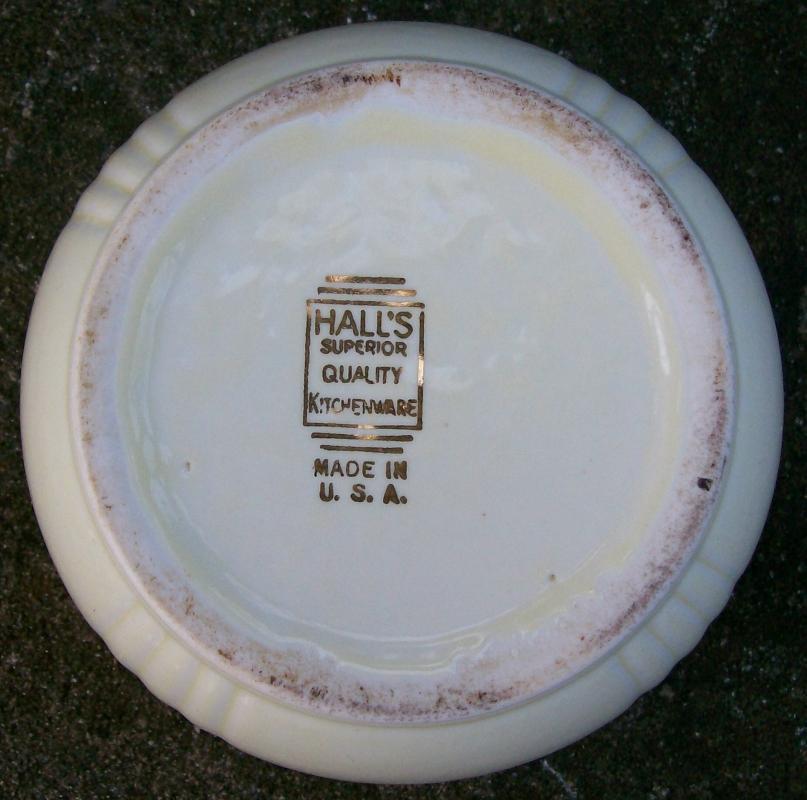 HALL'S
SUPERIOR
QUALITY
KITCHENWARE
MADE IN
U. S. A.